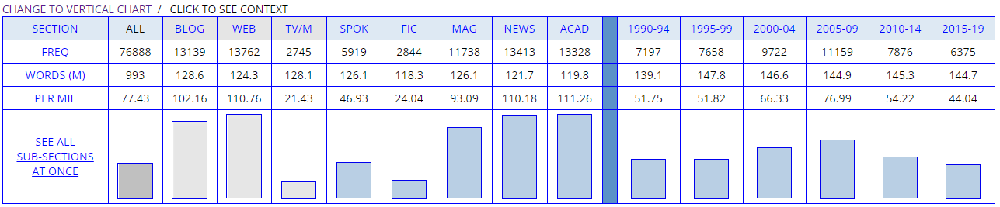 CHANGE TO VERTICAL CHART / CLICK TO SEE CONTEXT
SECTION ALL BLOG WEB TV/M SPOK FIC MAG NEWS ACAD 1990-94 1995-99 2000-04 2005-09 2010-14 2015-19
FREQ 76888 13139 13762 2745 5919 2844 11738 13413 13328 7197 7658 9722 11159 7876 6375
WORDS (M) 993 128.6 124.3 128.1 126.1 118.3 126.1 121.7 119.8 139.1 147.8 146.6 144.9 145.3 144.7
PER MIL 77.43 102.16 110.76 21.43 46.93 24.04 93.09 110.18 111.26 51.75 51.82 66.33 76.99 54.22 44.04
SEE ALL
SUB-SECTIONS
AT ONCE